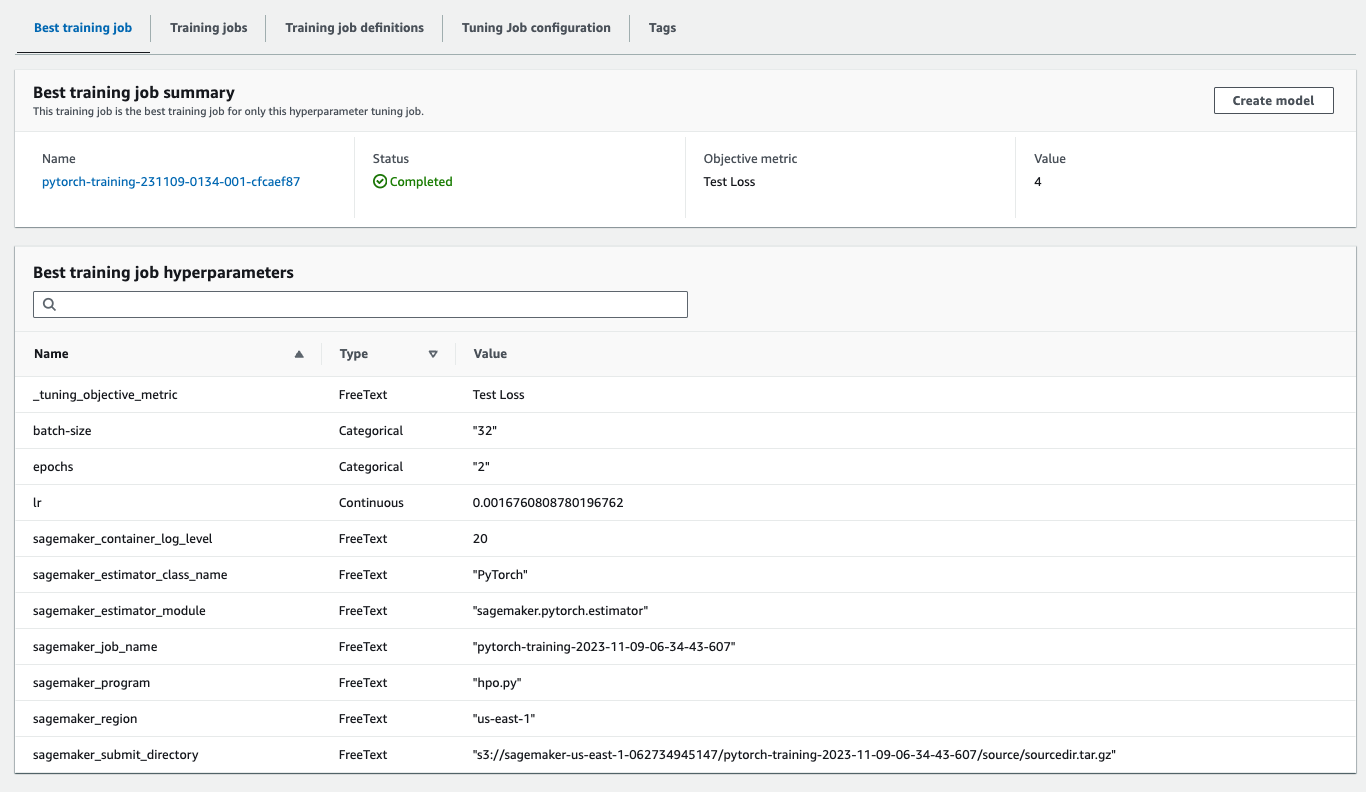 Best training job Training jobs Training job definitions Tuning Job configuration Tags
Best training job summary
This training job is the best training job for only this hyperparameter tuning job.
Create model
Name Status Objective metric Value
pytorch-training-231109-0134-001-cfcaef87 Completed Test Loss 4
Best training job hyperparameters
Name Type Value
_tuning_objective_metric FreeText Test Loss
batch-size Categorical "32"
epochs Categorical "2"
lr Continuous 0.0016760808780196762
sagemaker_container_log_level FreeText 20
sagemaker_estimator_class_name FreeText "PyTorch"
sagemaker_estimator_module FreeText "sagemaker.pytorch.estimator"
sagemaker_job_name FreeText "pytorch-training-2023-11-09-06-34-43-607"
sagemaker_program FreeText "hpo.py"
sagemaker_region FreeText "us-east-1"
sagemaker_submit_directory FreeText "s3://sagemaker-us-east-1-062734945147/pytorch-training-2023-11-09-06-34-43-607/source/sourcedir.tar.gz"